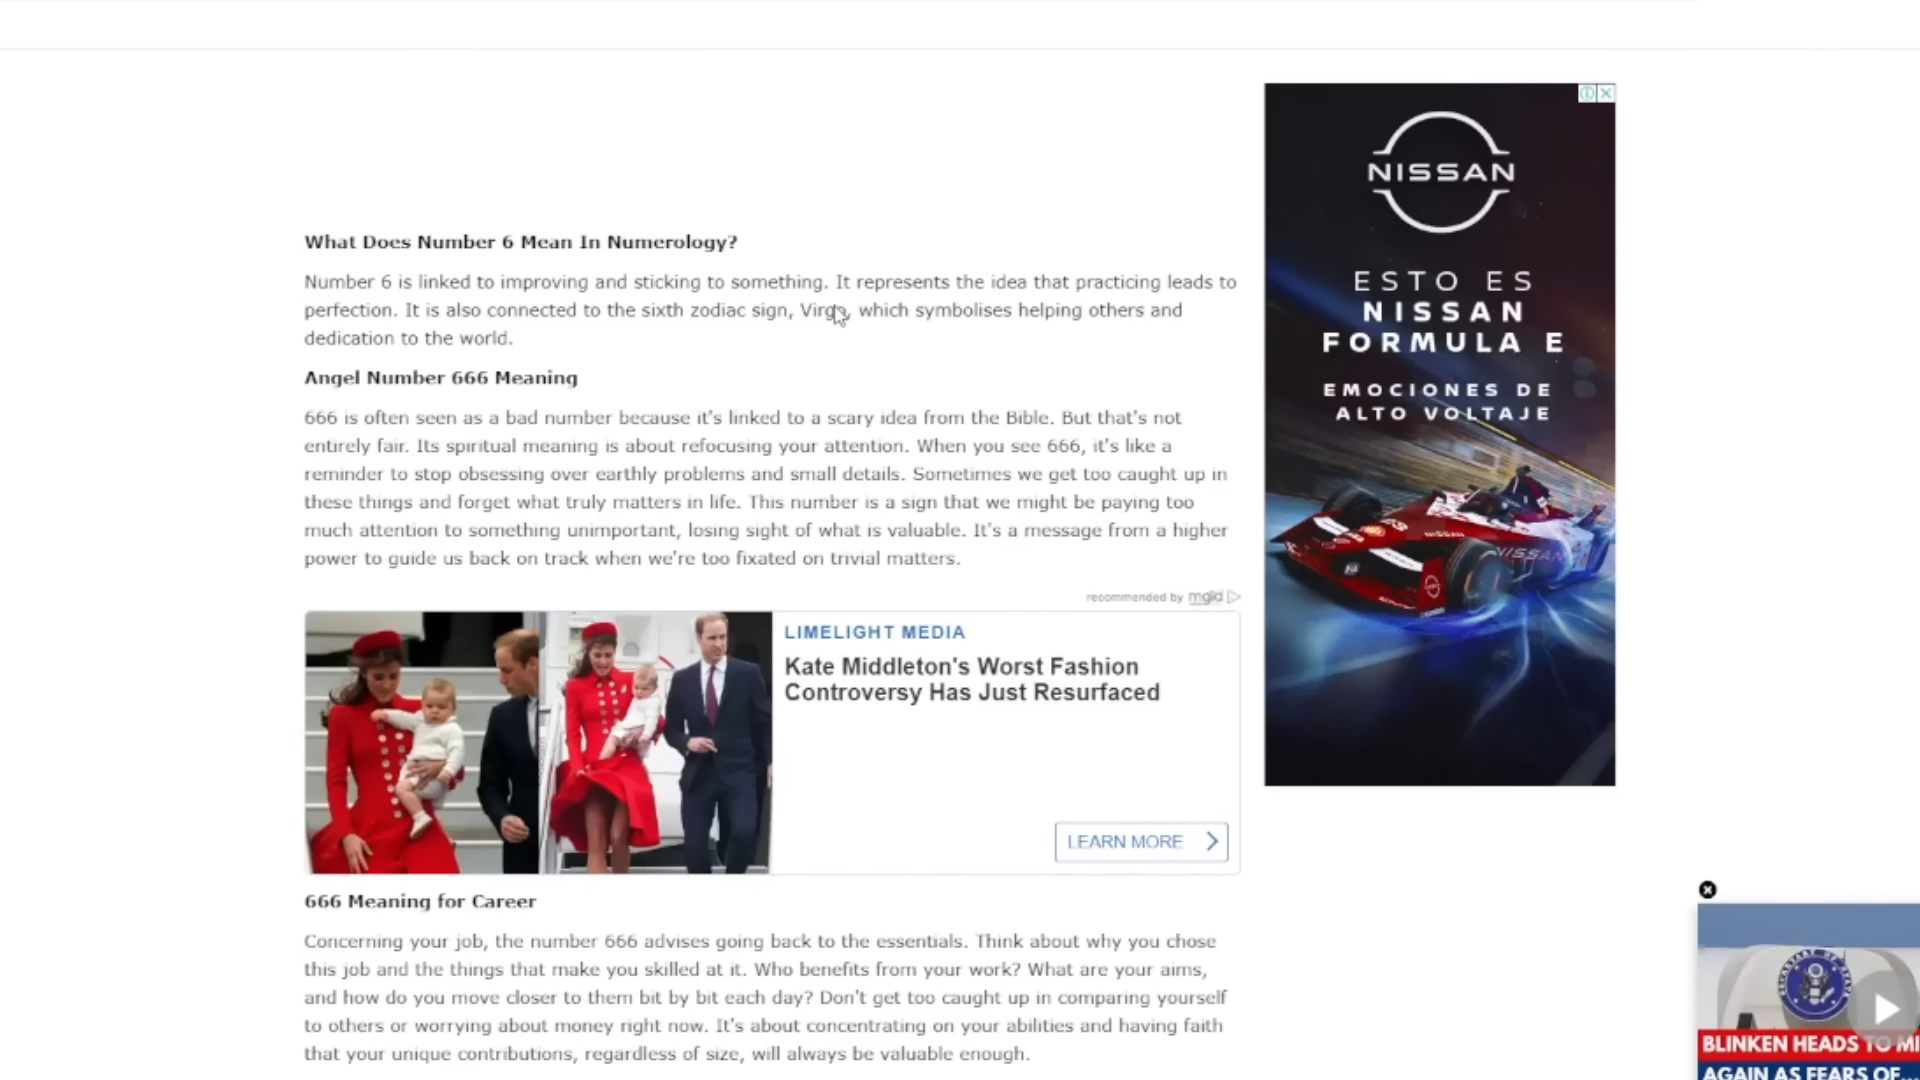 What Does Number 6 Mean In Numerology?
Number 6 is linked to improving and sticking to something. It represents the idea that practicing leads to
perfection. It is also connected to the sixth zodiac sign, Virgo, which symbolises helping others and
dedication to the world.
Angel Number 666 Meaning
666 is often seen as a bad number because it's linked to a scary idea from the Bible. But that's not
entirely fair. Its spiritual meaning is about refocusing your attention. When you see 666, it's like a
reminder to stop obsessing over earthly problems and small details. Sometimes we get too caught up in
these things and forget what truly matters in life. This number is a sign that we might be paying too
much attention to something unimportant, losing sight of what is valuable. It's a message from a higher
power to guide us back on track when we're too fixated on trivial matters.
recommended by mgid
LIMELIGHT MEDIA
Kate Middleton's Worst Fashion
Controversy Has Just Resurfaced
LEARN MORE
666 Meaning for Career
Concerning your job, the number 666 advises going back to the essentials. Think about why you chose
this job and the things that make you skilled at it. Who benefits from your work? What are your aims,
and how do you move closer to them bit by bit each day? Don't get too caught up in comparing yourself
to others or worrying about money right now. It's about concentrating on your abilities and having faith
that your unique contributions, regardless of size, will always be valuable enough.
NISSAN
ESTO ES
NISSAN
FORMULA E
EMOCIONES DE
ALTO VOLTAJE
NISSAN
NISSAN
BLINKEN HEADS TO MI
AGAIN AS FEARS OF...